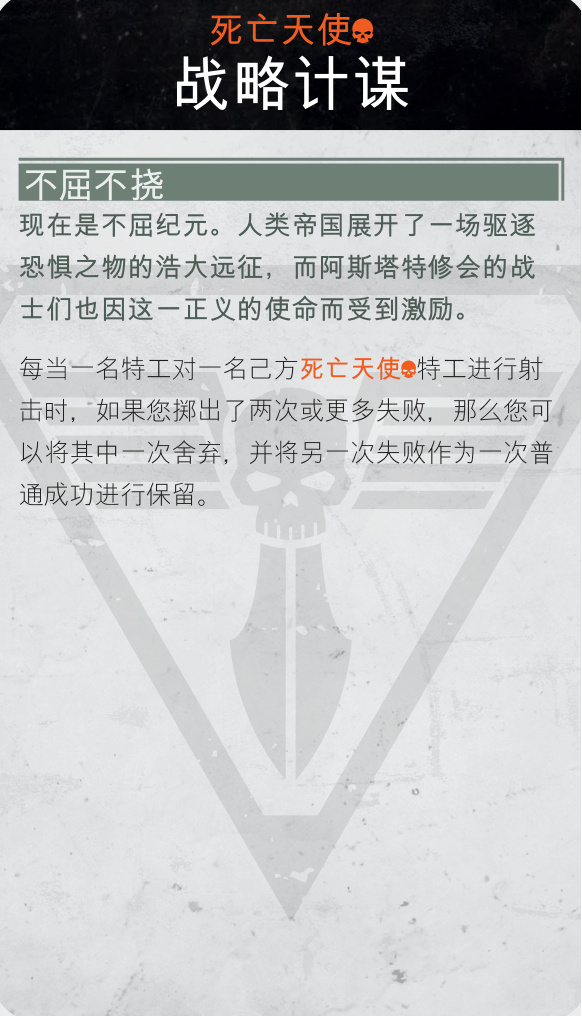 死亡天使
战略计谋
不屈不挠
现在是不屈纪元。人类帝国展开了一场驱逐
恐惧之物的浩大远征，而阿斯塔特修会的战
士们也因这一正义的使命而受到激励。
每当一名特工对一名己方死亡天使特工进行射
击时，如果您掷出了两次或更多失败，那么您可
以将其中一次舍弃，并将另一次失败作为一次普
通成功进行保留。